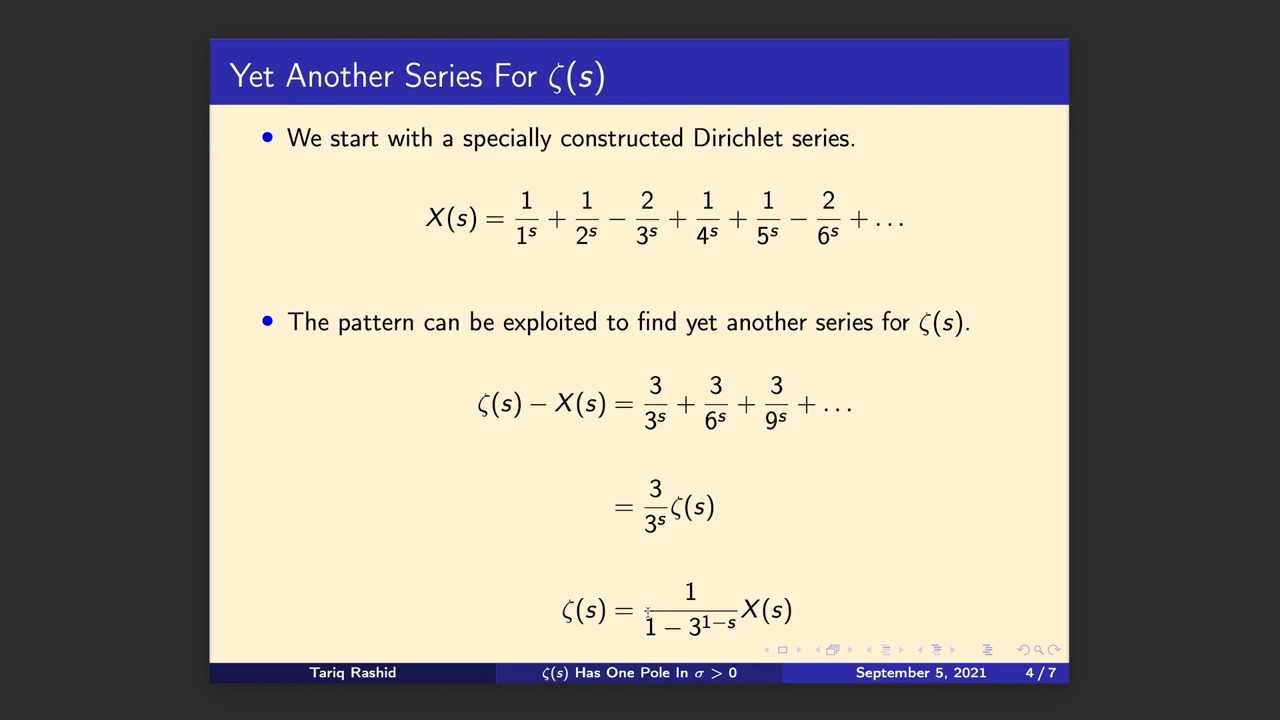 Yet Another Series For ζ(s)
• We start with a specially constructed Dirichlet series.
X(s) = 1/1^s + 1/2^s − 2/3^s + 1/4^s + 1/5^s − 2/6^s + ...
• The pattern can be exploited to find yet another series for ζ(s).
ζ(s) − X(s) = 3/3^s + 3/6^s + 3/9^s + ...
= 3/3^s ζ(s)
ζ(s) = 1/(1 − 3^(1−s)) X(s)
Tariq Rashid ζ(s) Has One Pole In σ > 0 September 5, 2021 4 / 7